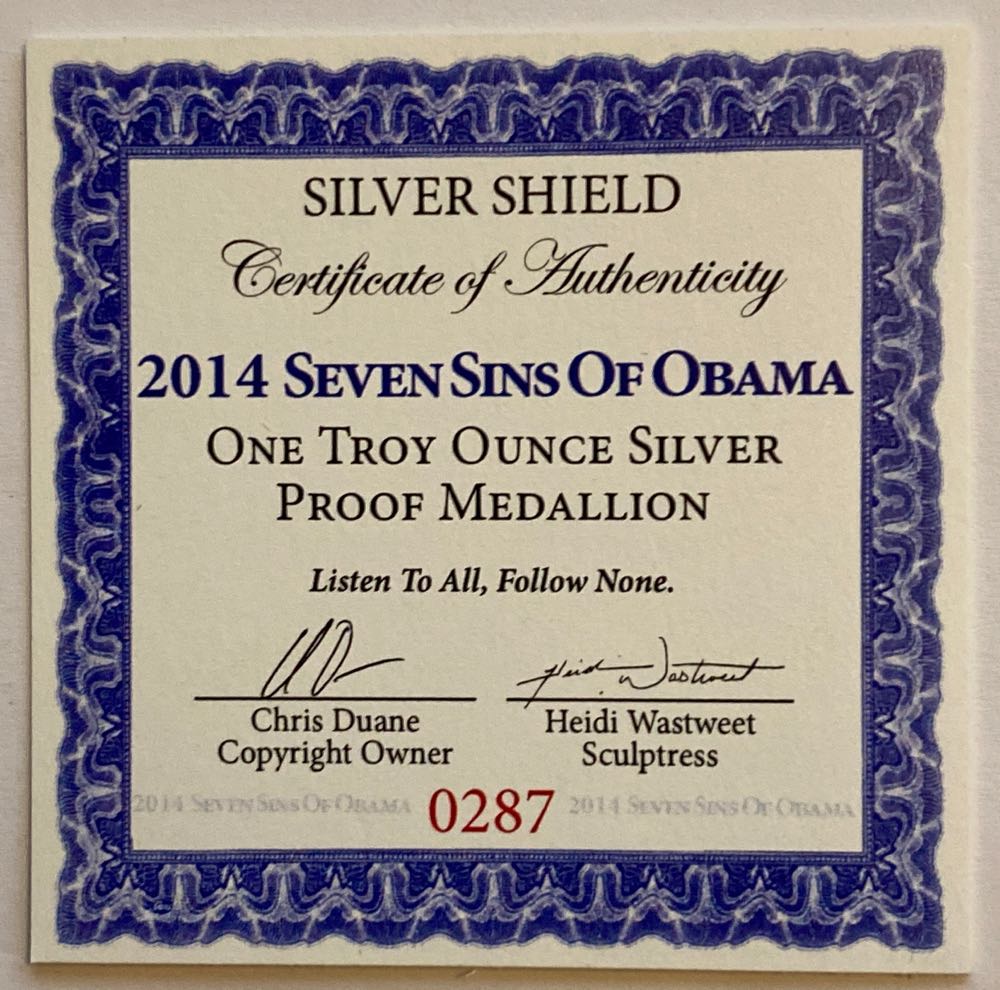 SILVER SHIELD
Certificate of Authenticity
2014 SEVEN SINS OF OBAMA
ONE TROY OUNCE SILVER
PROOF MEDALLION
Listen To All, Follow None.
Heidi Wastweet
Chris Duane Heidi Wastweet
Copyright Owner Sculptress
2014 SEVEN SINS OF OBAMA 0287 2014 SEVEN SINS OF OBAMA